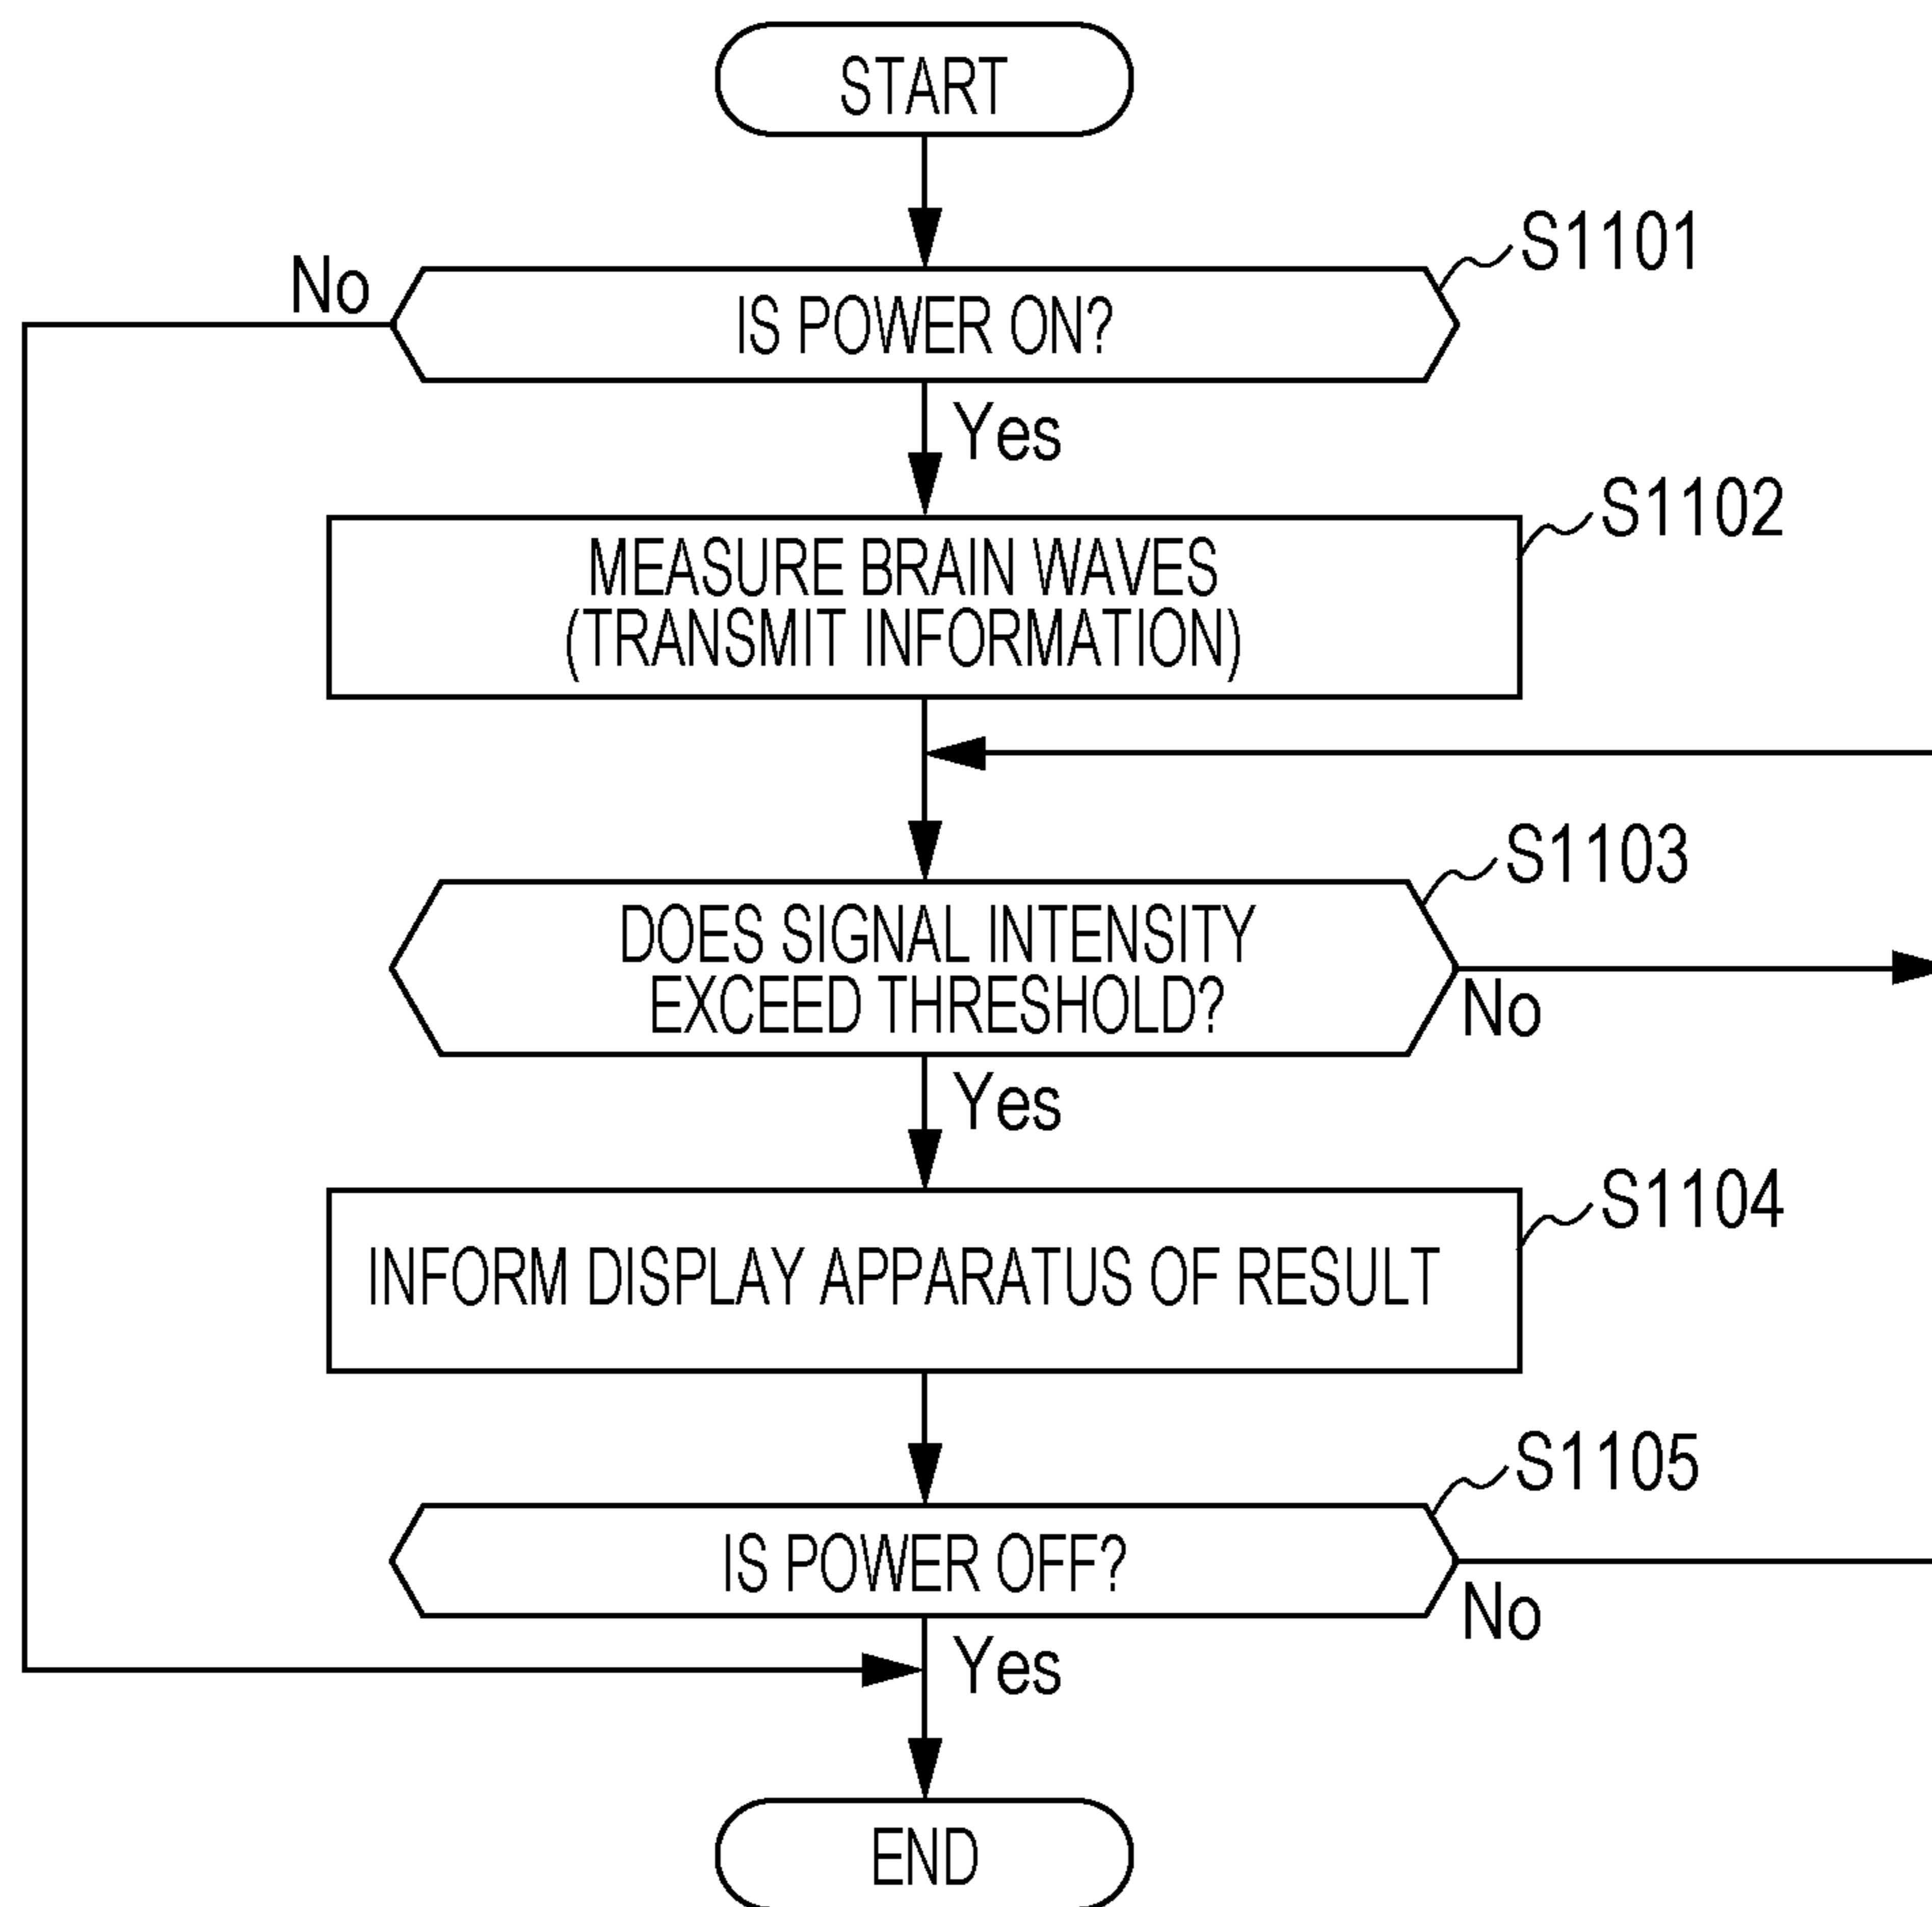 START
S1101
No
IS POWER ON?
Yes
S1102
MEASURE BRAIN WAVES
(TRANSMIT INFORMATION)
S1103
DOES SIGNAL INTENSITY
EXCEED THRESHOLD?
No
Yes
S1104
INFORM DISPLAY APPARATUS OF RESULT
S1105
IS POWER OFF?
No
Yes
END